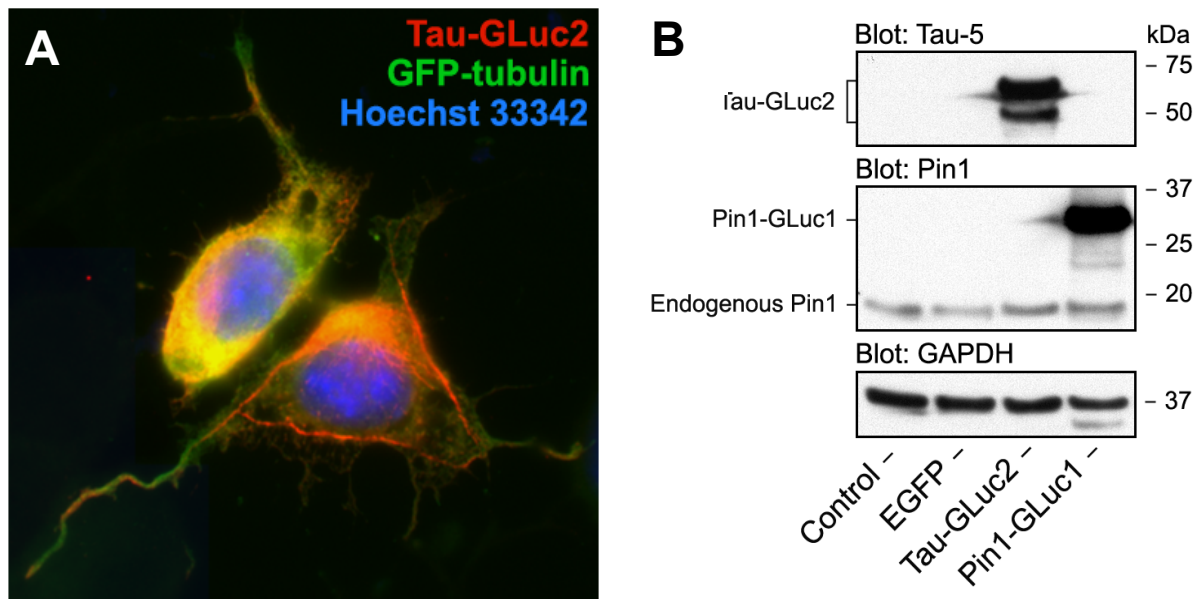 A
Tau-GLuc2
GFP-tubulin
Hoechst 33342
B
Blot: Tau-5
kDa
Tau-GLuc2
– 75
– 50
Blot: Pin1
– 37
Pin1-GLuc1
– 25
Endogenous Pin1
– 20
Blot: GAPDH
– 37
Control –
EGFP –
Tau-GLuc2 –
Pin1-GLuc1 –